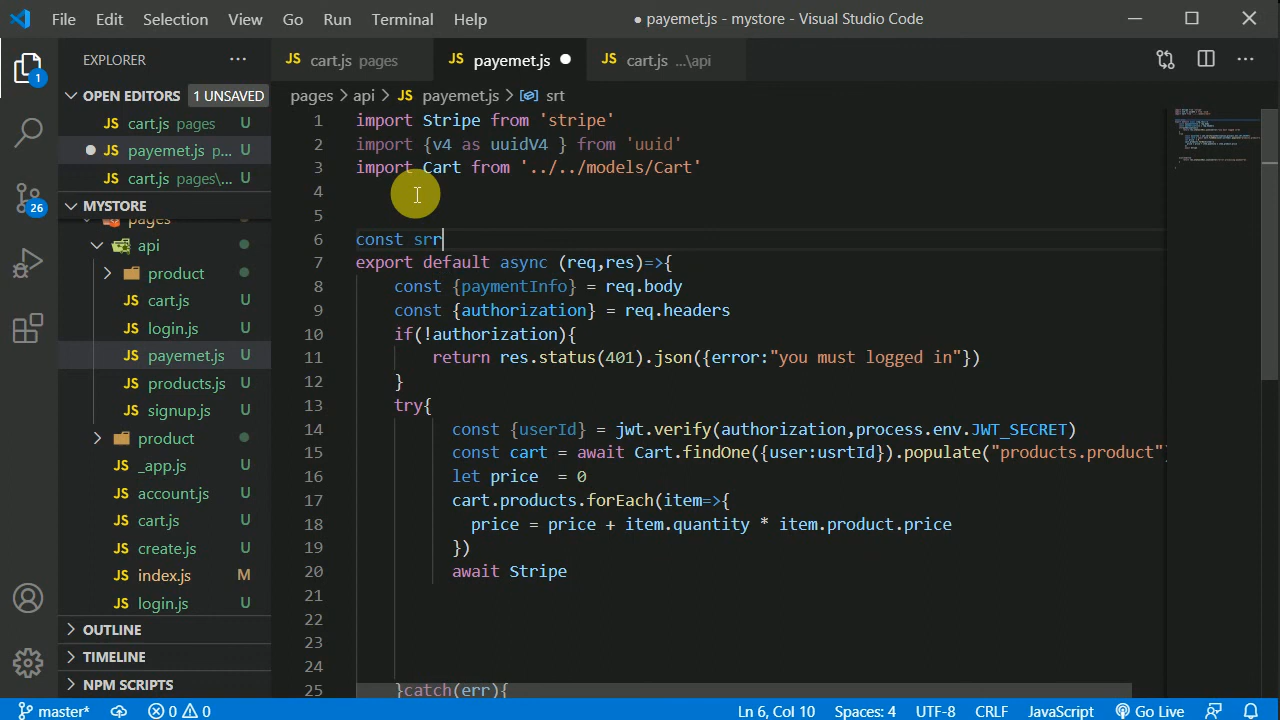 File Edit Selection View Go Run Terminal Help ● payemet.js - mystore - Visual Studio Code
EXPLORER ···
JS cart.js pages JS payemet.js ● JS cart.js ...\api
OPEN EDITORS 1 UNSAVED
JS cart.js pages U
● JS payemet.js p... U
JS cart.js pages\... U
MYSTORE
pages
api
product
JS cart.js U
JS login.js U
JS payemet.js U
JS products.js U
JS signup.js U
product
JS _app.js U
JS account.js U
JS cart.js U
JS create.js U
JS index.js M
JS login.js U
OUTLINE
TIMELINE
NPM SCRIPTS
1
26
pages > api > JS payemet.js > srt
1 import Stripe from 'stripe'
2 import {v4 as uuidV4 } from 'uuid'
3 import Cart from '../../models/Cart'
4
5
6 const srr
7 export default async (req,res)=>{
8 const {paymentInfo} = req.body
9 const {authorization} = req.headers
10 if(!authorization){
11 return res.status(401).json({error:"you must logged in"})
12 }
13 try{
14 const {userId} = jwt.verify(authorization,process.env.JWT_SECRET)
15 const cart = await Cart.findOne({user:usrtId}).populate("products.product")
16 let price = 0
17 cart.products.forEach(item=>{
18 price = price + item.quantity * item.product.price
19 })
20 await Stripe
21
22
23
24
25 }catch(err){
master* 0 0 Ln 6, Col 10 Spaces: 4 UTF-8 CRLF JavaScript Go Live